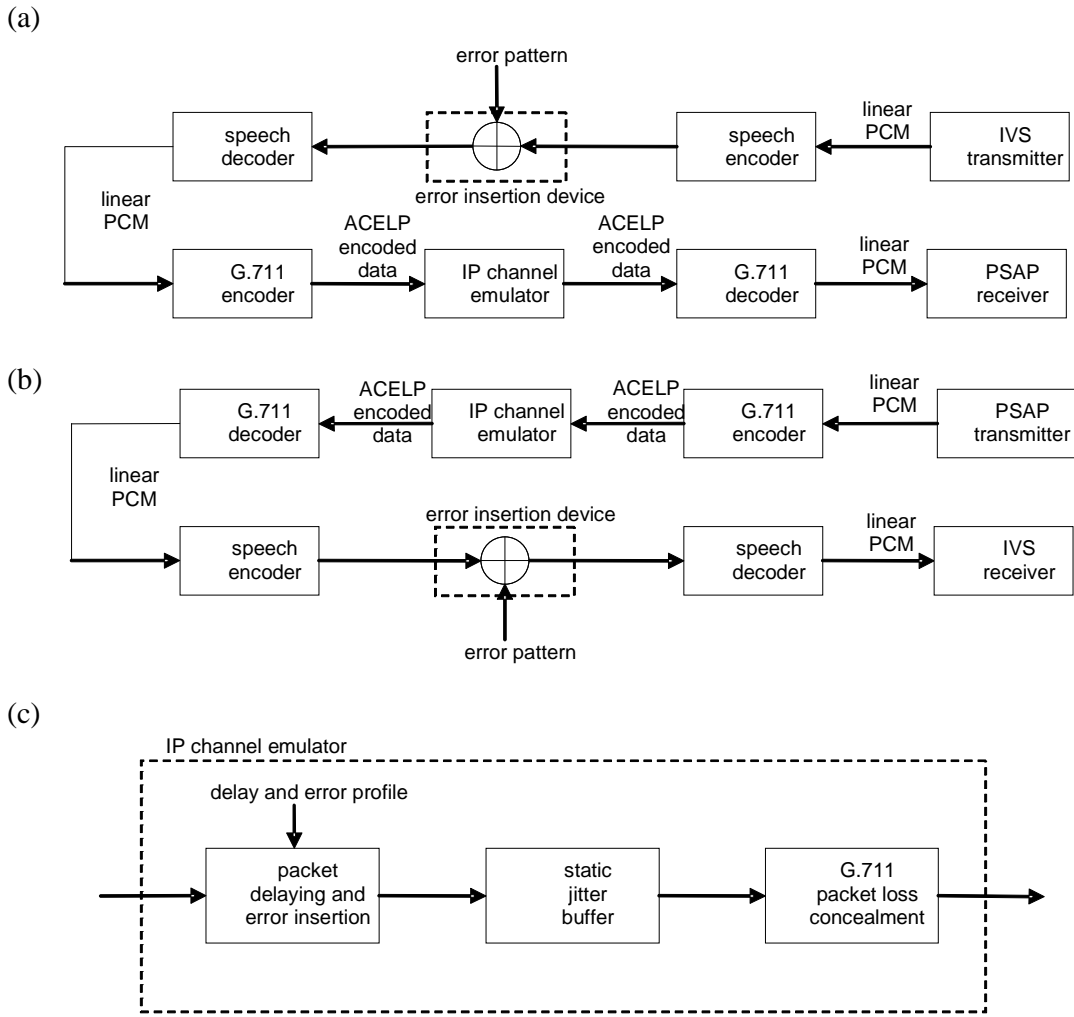 (a)
error pattern
speech
decoder
error insertion device
speech
encoder
linear
PCM
IVS
transmitter
linear
PCM
G.711
encoder
ACELP
encoded
data
IP channel
emulator
ACELP
encoded
data
G.711
decoder
linear
PCM
PSAP
receiver
(b)
G.711
decoder
ACELP
encoded
data
IP channel
emulator
ACELP
encoded
data
G.711
encoder
linear
PCM
PSAP
transmitter
linear
PCM
error insertion device
speech
encoder
speech
decoder
linear
PCM
IVS
receiver
error pattern
(c)
IP channel emulator
delay and error profile
packet
delaying and
error insertion
static
jitter
buffer
G.711
packet loss
concealment